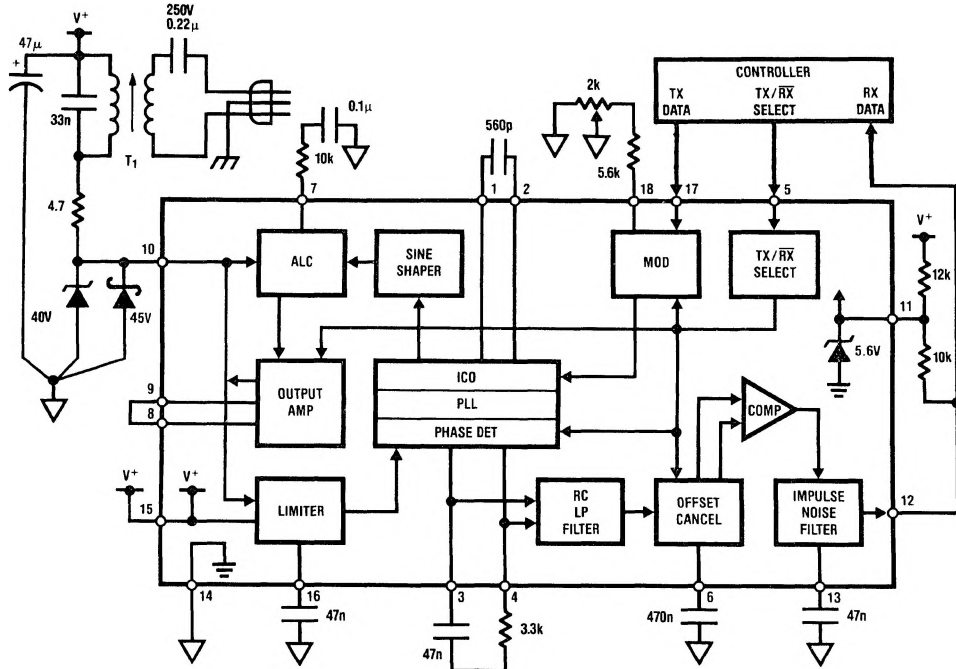 250V
0.22μ
V+
47μ
+
33n
T1
4.7
40V
45V
0.1μ
10k
7
560p
1
2
2k
5.6k
18
17
5
CONTROLLER
TX DATA
TX/RX SELECT
RX DATA
10
ALC
SINE SHAPER
MOD
TX/RX SELECT
V+
12k
11
10k
5.6V
9
8
OUTPUT AMP
ICO
PLL
PHASE DET
COMP
V+
V+
15
LIMITER
RC LP FILTER
OFFSET CANCEL
IMPULSE NOISE FILTER
12
14
16
47n
3
4
47n
3.3k
6
470n
13
47n